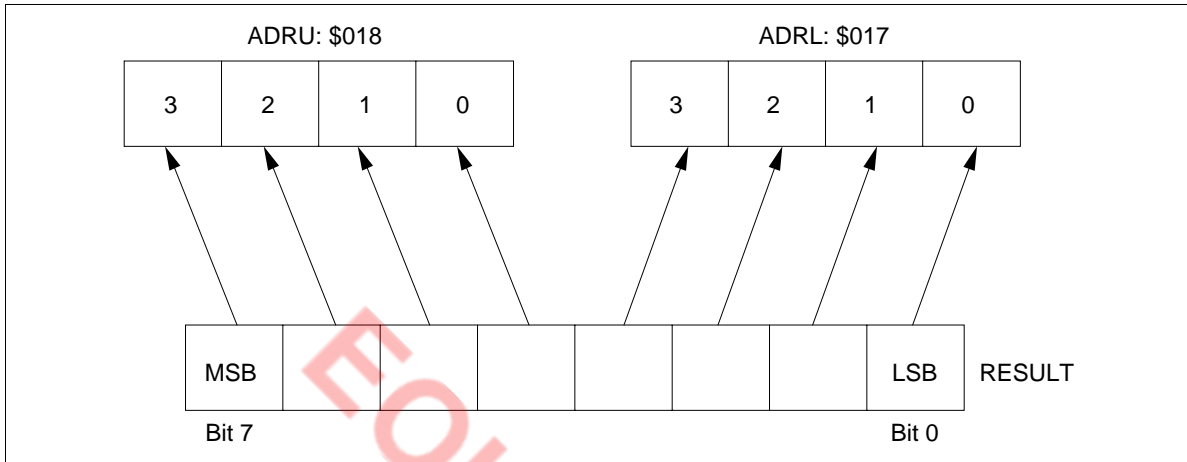 ADRU: $018 ADRL: $017
3 2 1 0 3 2 1 0
MSB LSB RESULT
Bit 7 Bit 0